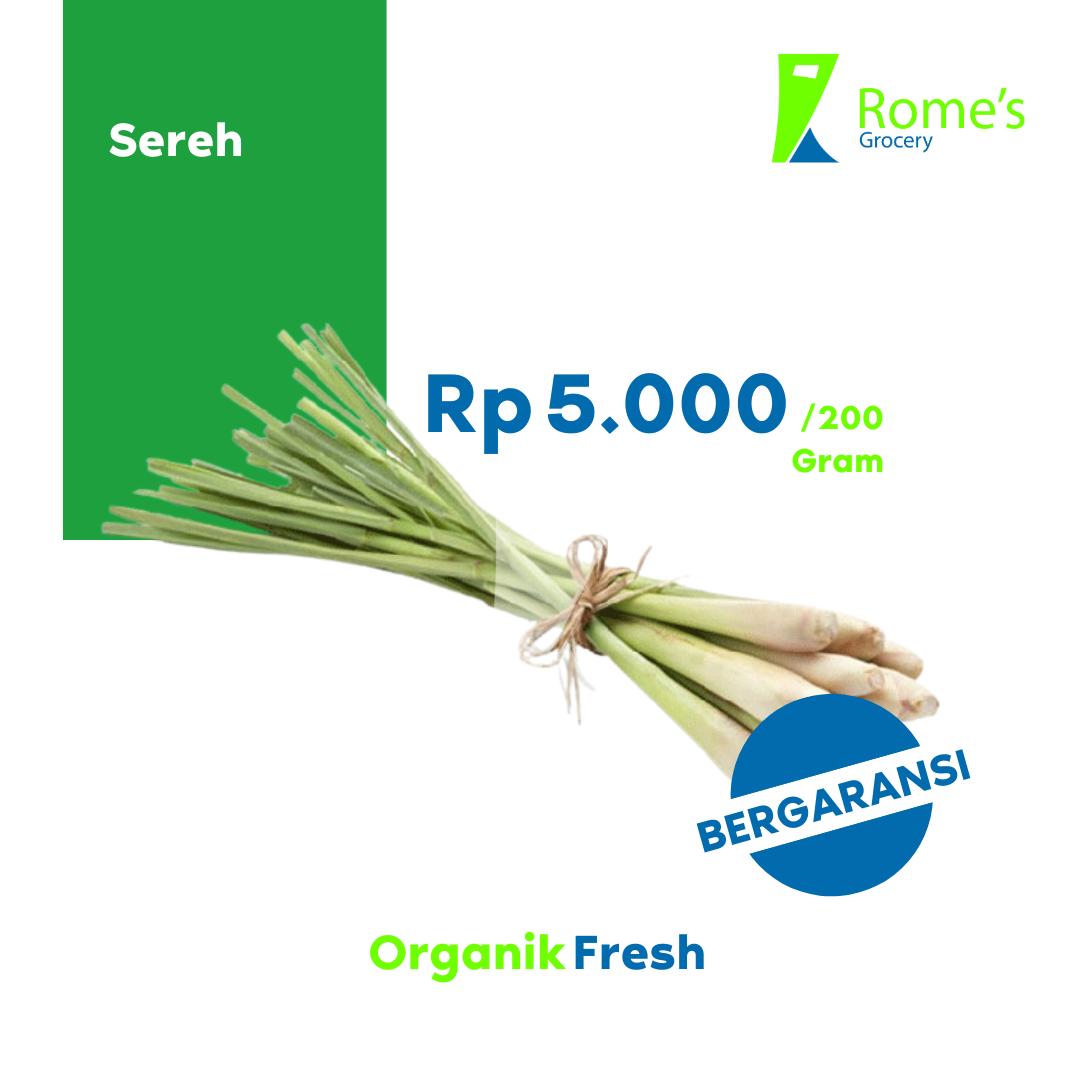 Sereh
Rome's
Grocery
Rp 5.000 /200
Gram
BERGARANSI
Organik Fresh